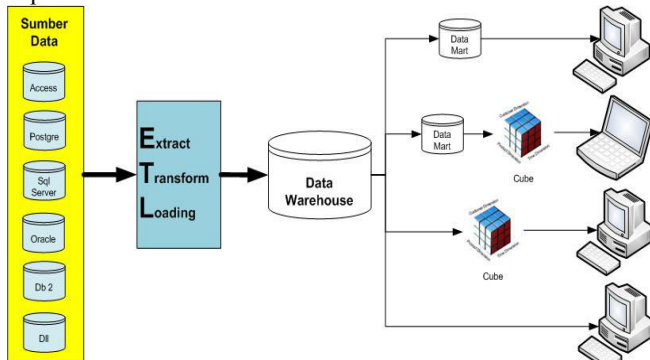 Sumber
Data
Access
Postgre
Sql
Server
Oracle
Db 2
Dll
Extract
Transform
Loading
Data
Warehouse
Data
Mart
Data
Mart
Cube
Cube